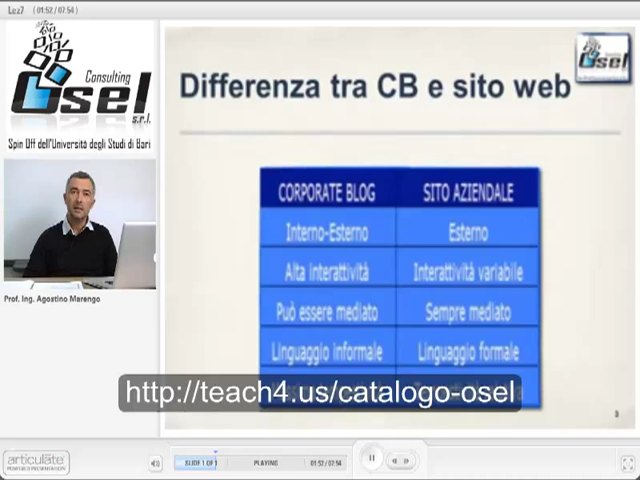 Lez7 (01:52 / 07:54)
Consulting
Osel
s.r.l.
Spin Off dell'Università degli Studi di Bari
Prof. Ing. Agostino Marengo
Osel
Differenza tra CB e sito web
CORPORATE BLOG SITO AZIENDALE
Interno-Esterno Esterno
Alta interattività Interattività variabile
Può essere mediato Sempre mediato
Linguaggio informale Linguaggio formale
http://teach4.us/catalogo-osel
3
articulate
POWERED PRESENTATION
SLIDE 1 OF 1 PLAYING 01:52 / 07:54